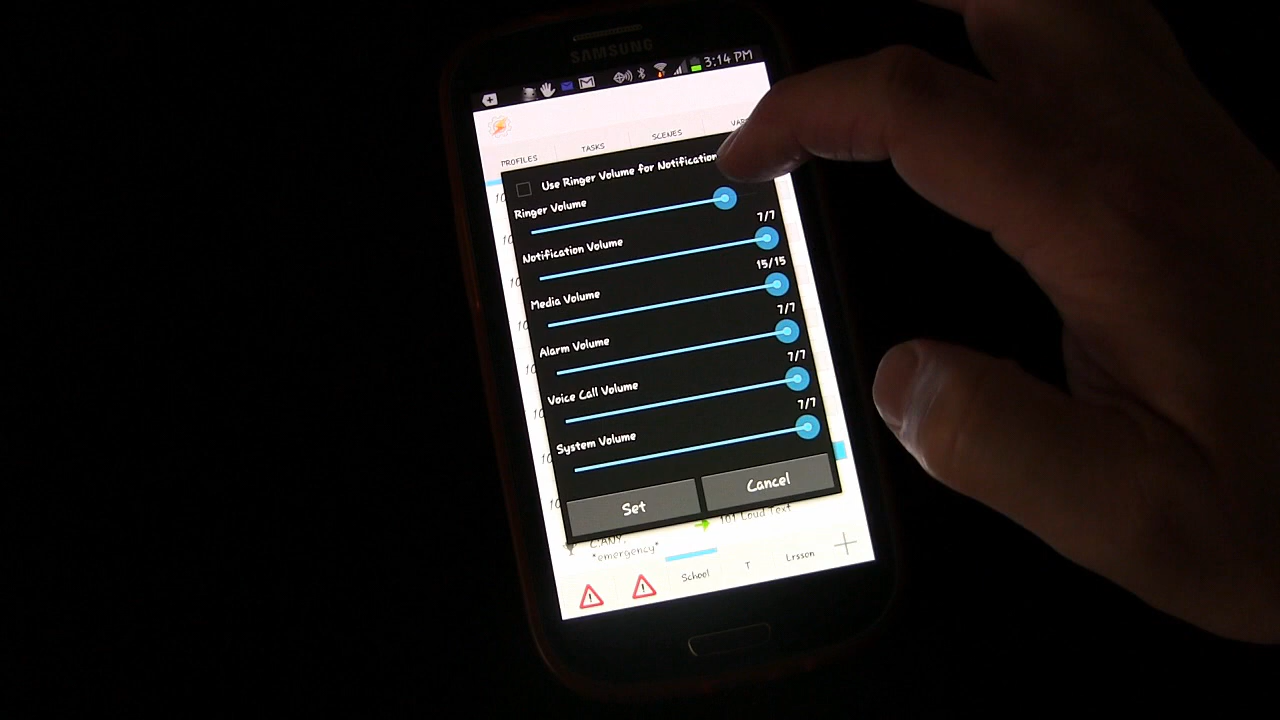 SAMSUNG
3:14 PM
PROFILES
TASKS
SCENES
Use Ringer Volume for Notification
Ringer Volume
7/7
Notification Volume
15/15
Media Volume
7/7
Alarm Volume
7/7
Voice Call Volume
7/7
System Volume
Set
Cancel
101 Loud Text
*emergency*
School
T
Lrsson